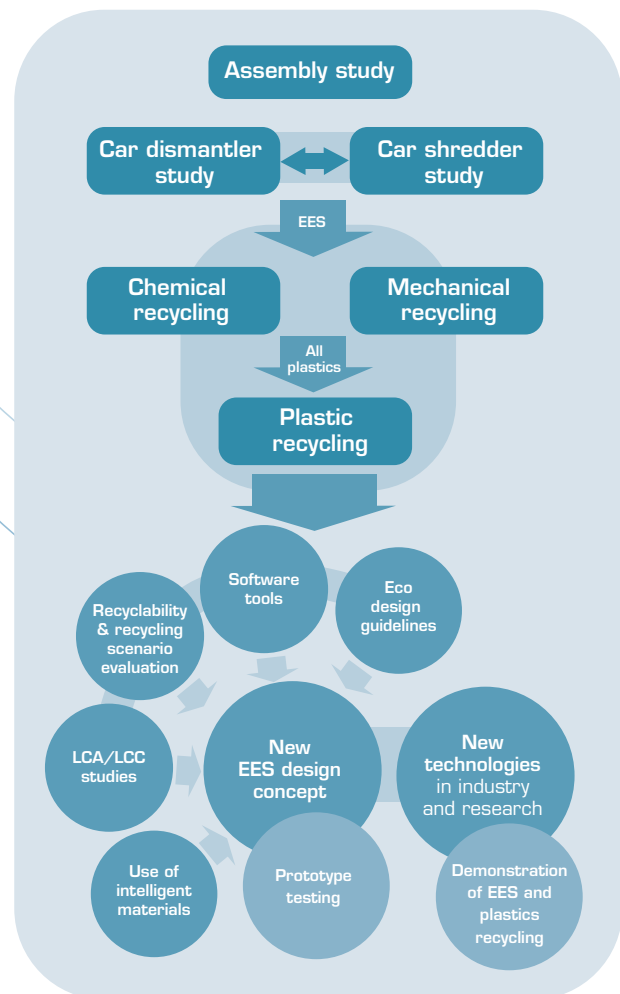 Assembly study
Car dismantler
study
Car shredder
study
EES
Chemical
recycling
Mechanical
recycling
All
plastics
Plastic
recycling
Software
tools
Eco
design
guidelines
Recyclability
& recycling
scenario
evaluation
LCA/LCC
studies
New
EES design
concept
New
technologies
in industry
and research
Use of
intelligent
materials
Prototype
testing
Demonstration
of EES and
plastics
recycling